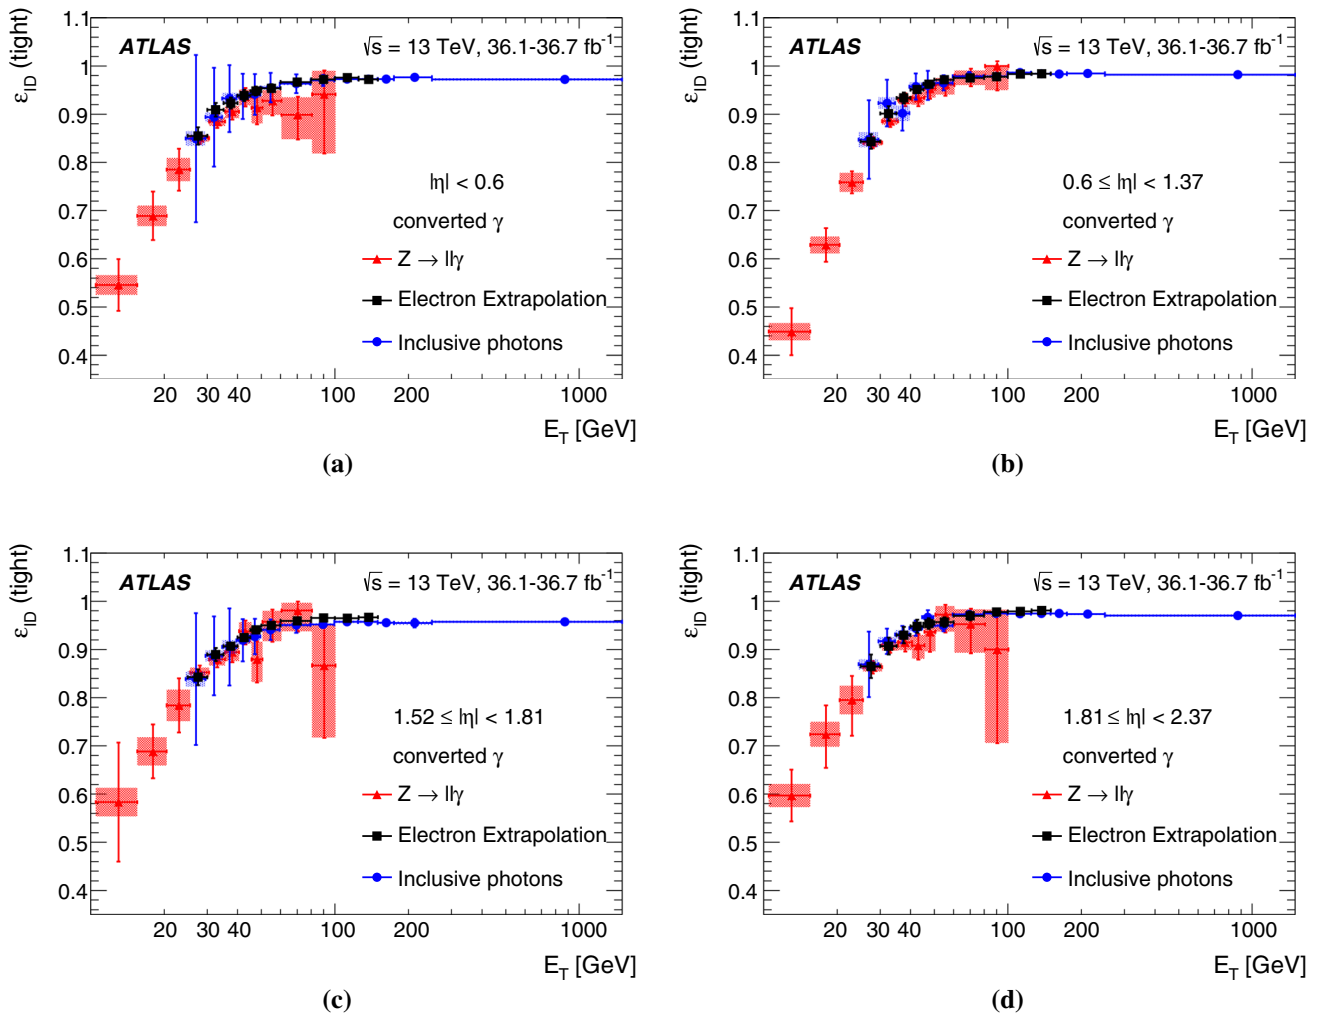 ε_ID (tight)
1.1
1
0.9
0.8
0.7
0.6
0.5
0.4
ATLAS
√s = 13 TeV, 36.1-36.7 fb⁻¹
|η| < 0.6
converted γ
Z → llγ
Electron Extrapolation
Inclusive photons
20 30 40 100 200 1000
E_T [GeV]
(a)
ε_ID (tight)
1.1
1
0.9
0.8
0.7
0.6
0.5
0.4
ATLAS
√s = 13 TeV, 36.1-36.7 fb⁻¹
0.6 ≤ |η| < 1.37
converted γ
Z → llγ
Electron Extrapolation
Inclusive photons
20 30 40 100 200 1000
E_T [GeV]
(b)
ε_ID (tight)
1.1
1
0.9
0.8
0.7
0.6
0.5
0.4
ATLAS
√s = 13 TeV, 36.1-36.7 fb⁻¹
1.52 ≤ |η| < 1.81
converted γ
Z → llγ
Electron Extrapolation
Inclusive photons
20 30 40 100 200 1000
E_T [GeV]
(c)
ε_ID (tight)
1.1
1
0.9
0.8
0.7
0.6
0.5
0.4
ATLAS
√s = 13 TeV, 36.1-36.7 fb⁻¹
1.81 ≤ |η| < 2.37
converted γ
Z → llγ
Electron Extrapolation
Inclusive photons
20 30 40 100 200 1000
E_T [GeV]
(d)